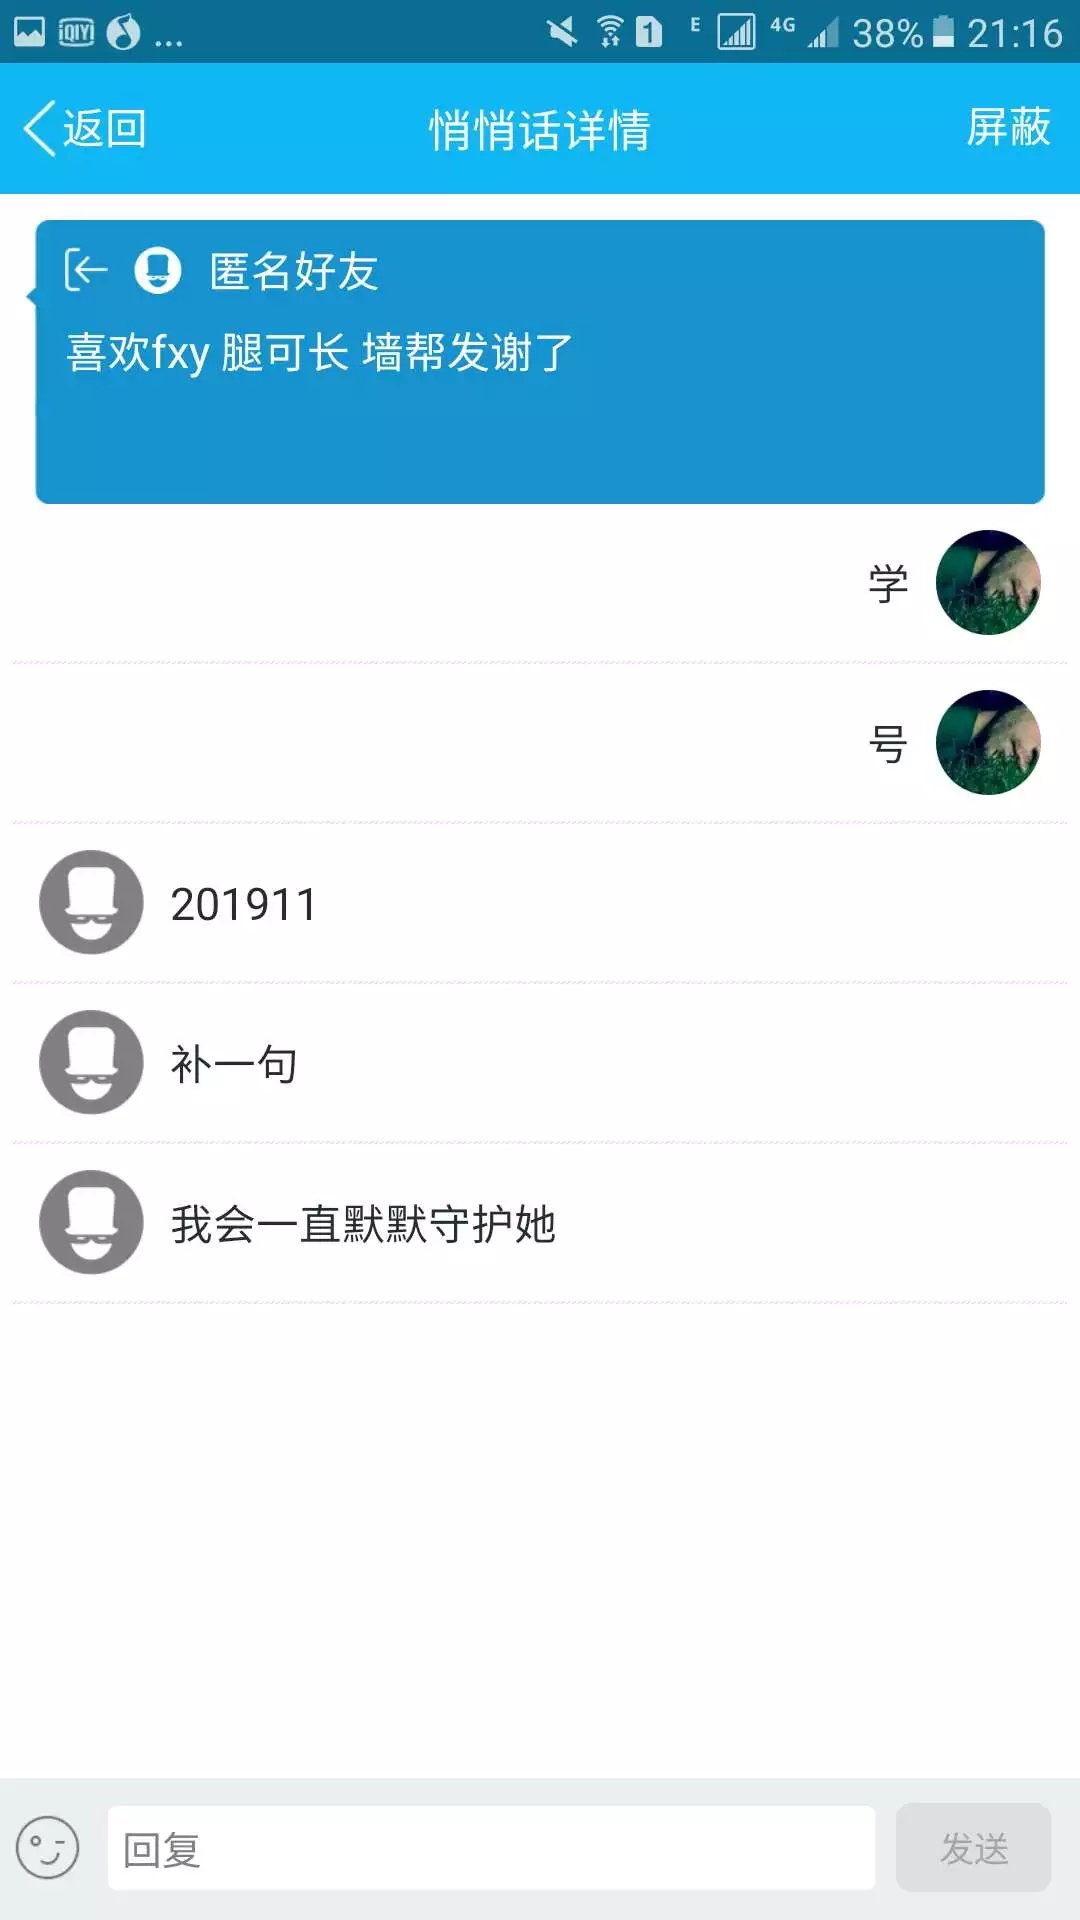 iQIYI
1 E 4G 38% 21:16
返回 悄悄话详情 屏蔽
匿名好友
喜欢fxy 腿可长 墙帮发谢了
学
号
201911
补一句
我会一直默默守护她
回复 发送